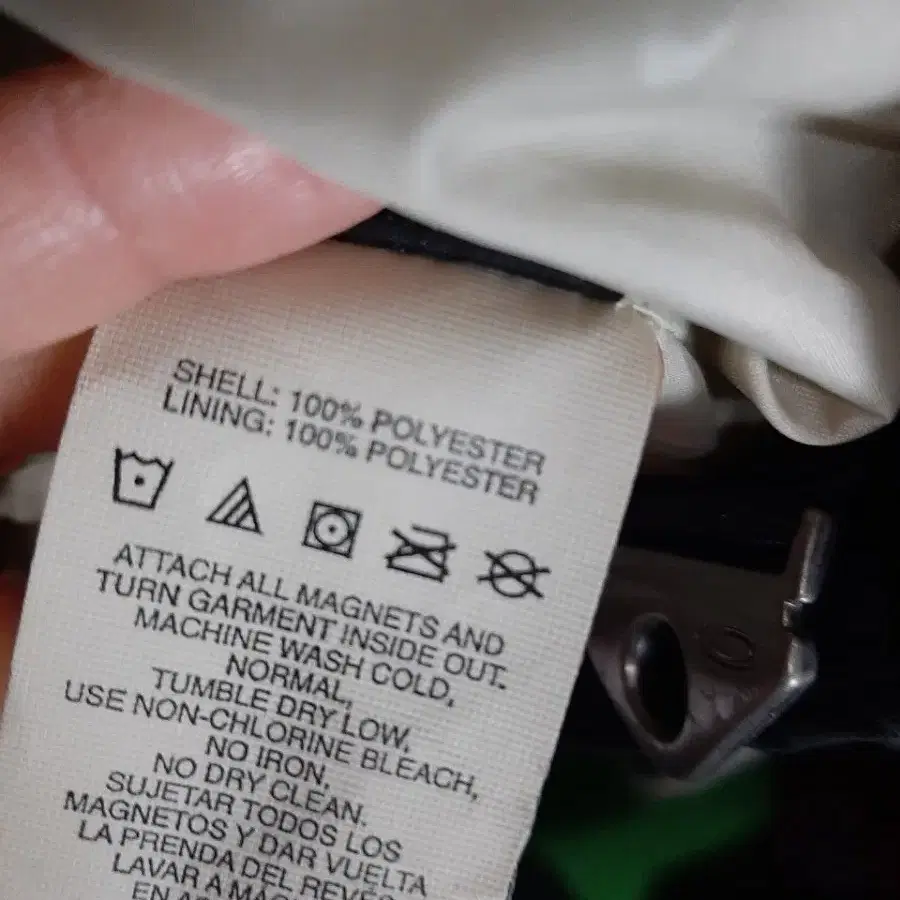 SHELL: 100% POLYESTER
LINING: 100% POLYESTER
ATTACH ALL MAGNETS AND
TURN GARMENT INSIDE OUT.
MACHINE WASH COLD,
NORMAL,
TUMBLE DRY LOW,
USE NON-CHLORINE BLEACH,
NO IRON,
NO DRY CLEAN.
SUJETAR TODOS LOS
MAGNETOS Y DAR VUELTA
LA PRENDA DEL REVÉS
LAVAR A
EN